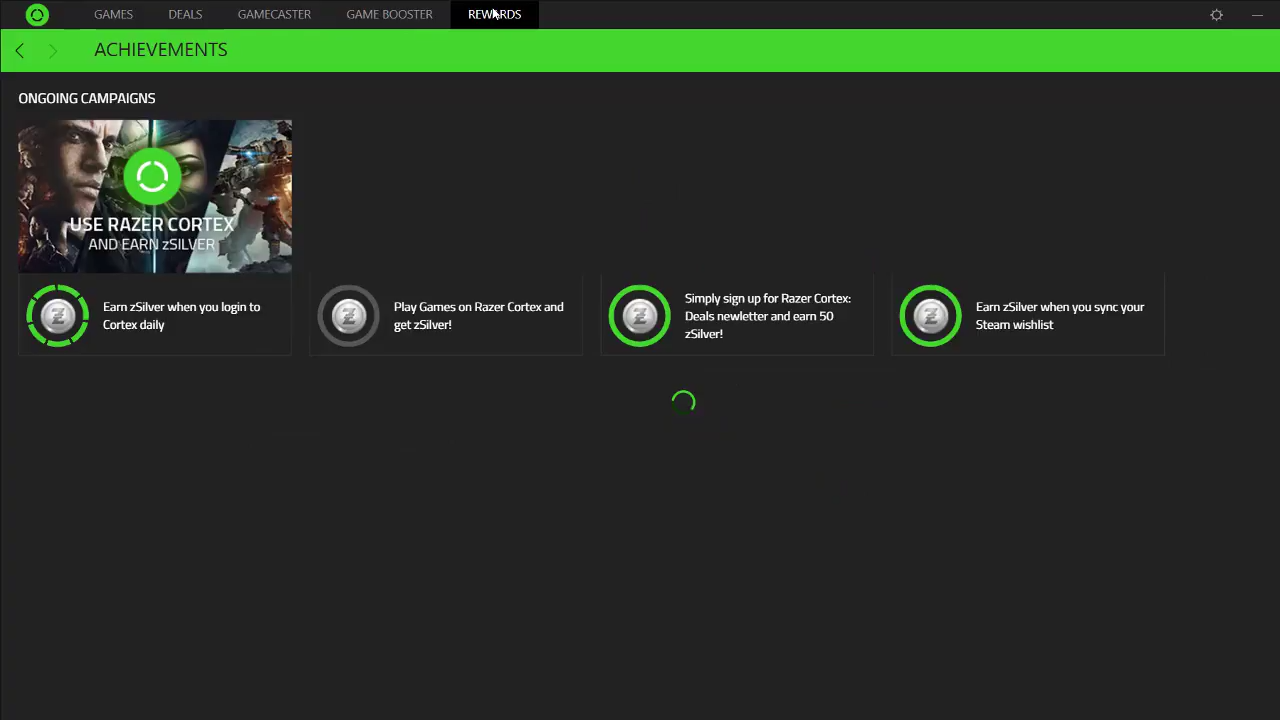 GAMES DEALS GAMECASTER GAME BOOSTER REWARDS
ACHIEVEMENTS
ONGOING CAMPAIGNS
USE RAZER CORTEX
AND EARN zSILVER
Earn zSilver when you login to
Cortex daily
Play Games on Razer Cortex and
get zSilver!
Simply sign up for Razer Cortex:
Deals newletter and earn 50
zSilver!
Earn zSilver when you sync your
Steam wishlist